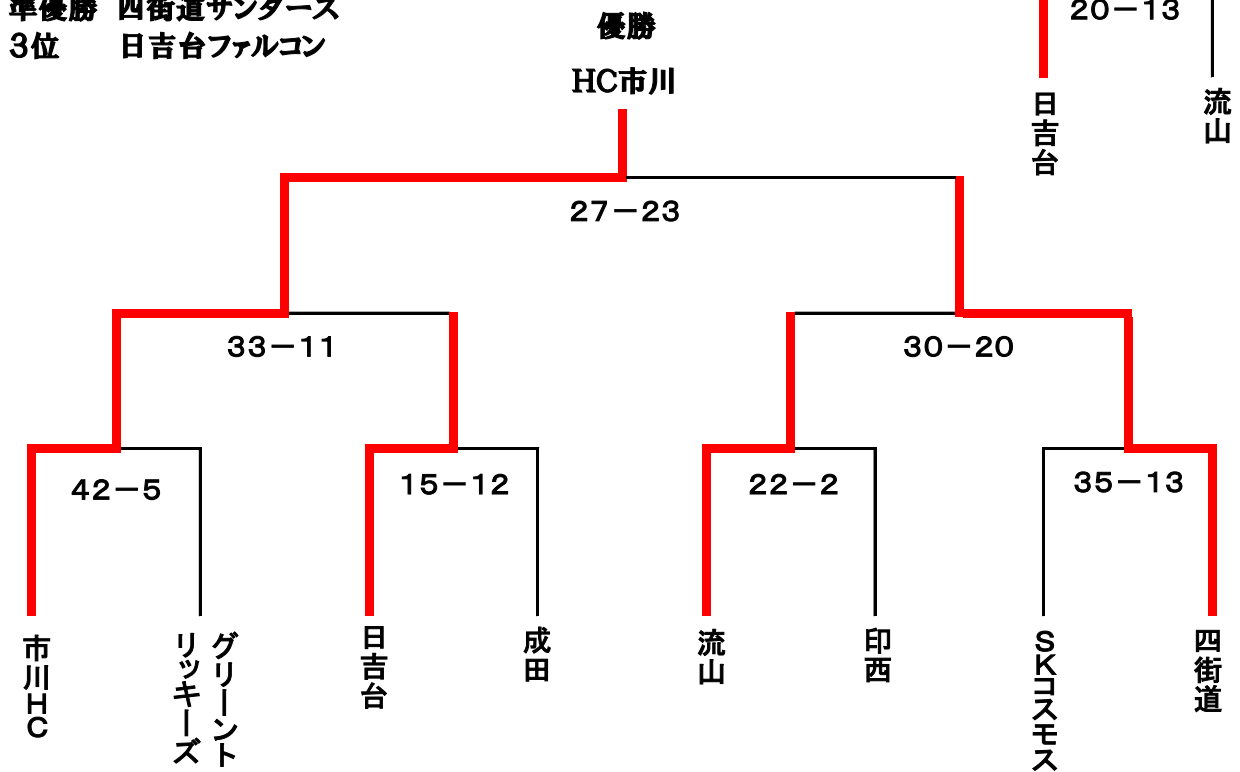 準優勝 四街道サンダース
3位 日吉台ファルコン
優勝
HC市川
20－13
日吉台
流山
27－23
33－11
30－20
42－5
15－12
22－2
35－13
市川HC
グリーント
リッキーズ
日吉台
成田
流山
印西
SKコスモス
四街道